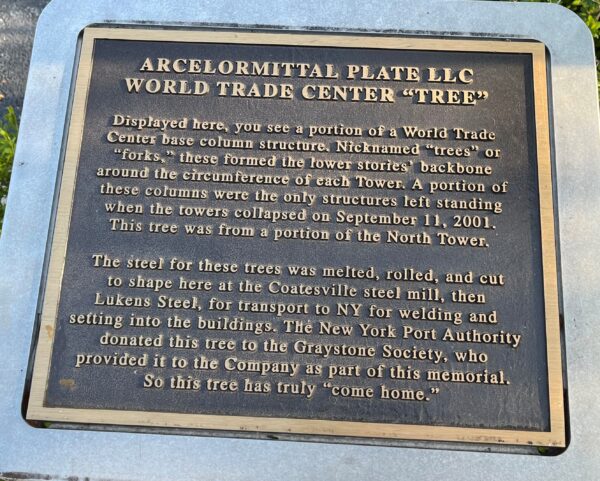 ARCELORMITTAL PLATE LLC
WORLD TRADE CENTER “TREE”
Displayed here, you see a portion of a World Trade
Center base column structure. Nicknamed “trees” or
“forks,” these formed the lower stories’ backbone
around the circumference of each Tower. A portion of
these columns were the only structures left standing
when the towers collapsed on September 11, 2001.
This tree was from a portion of the North Tower.
The steel for these trees was melted, rolled, and cut
to shape here at the Coatesville steel mill, then
Lukens Steel, for transport to NY for welding and
setting into the buildings. The New York Port Authority
donated this tree to the Graystone Society, who
provided it to the Company as part of this memorial.
So this tree has truly “come home.”